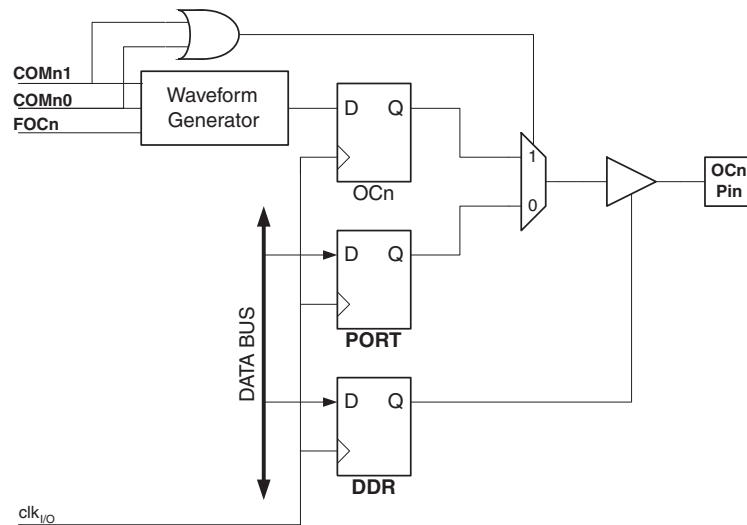 COMn1
COMn0
FOCn
Waveform
Generator
D Q
OCn
1
0
OCn
Pin
D Q
PORT
DATA BUS
D Q
DDR
clkI/O